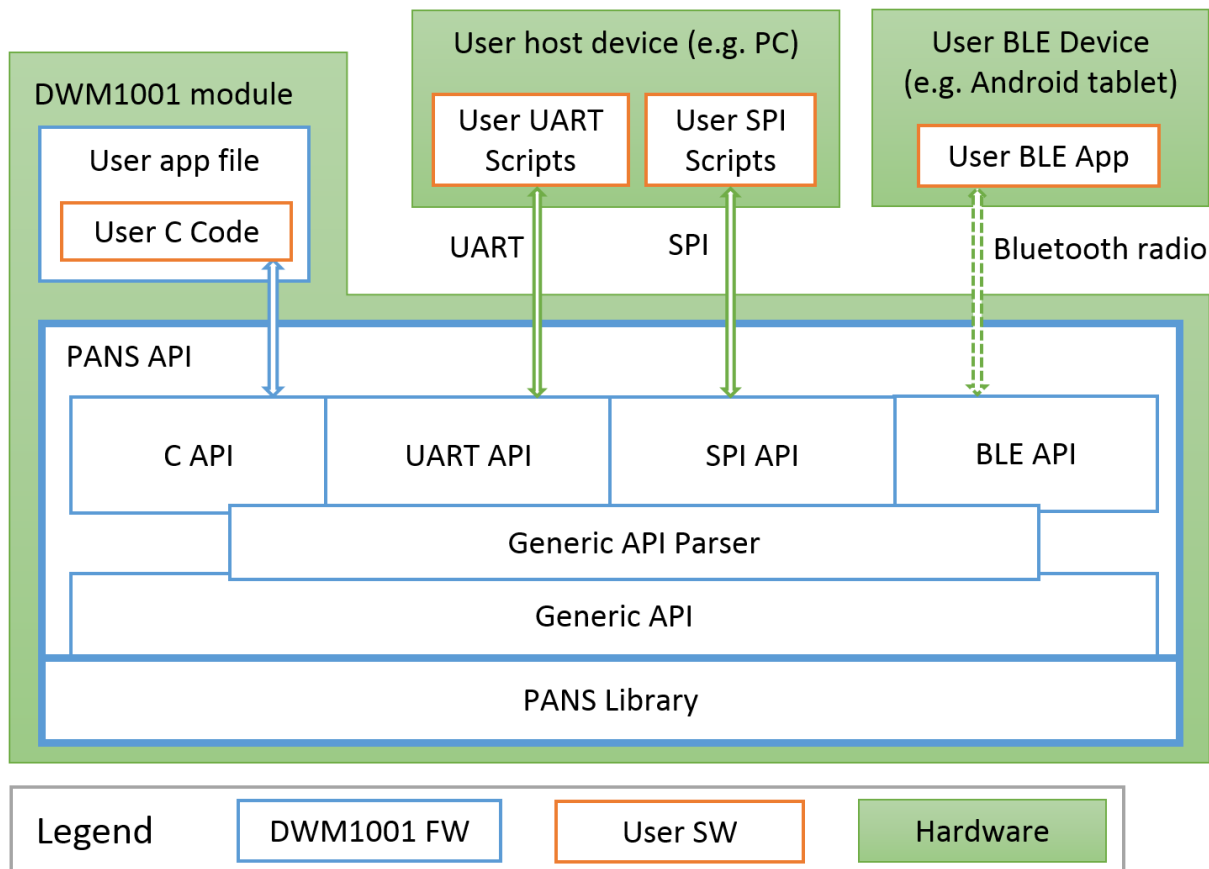 User host device (e.g. PC)
User BLE Device
(e.g. Android tablet)
DWM1001 module
User UART
Scripts
User SPI
Scripts
User BLE App
User app file
User C Code
UART
SPI
Bluetooth radio
PANS API
C API
UART API
SPI API
BLE API
Generic API Parser
Generic API
PANS Library
Legend
DWM1001 FW
User SW
Hardware